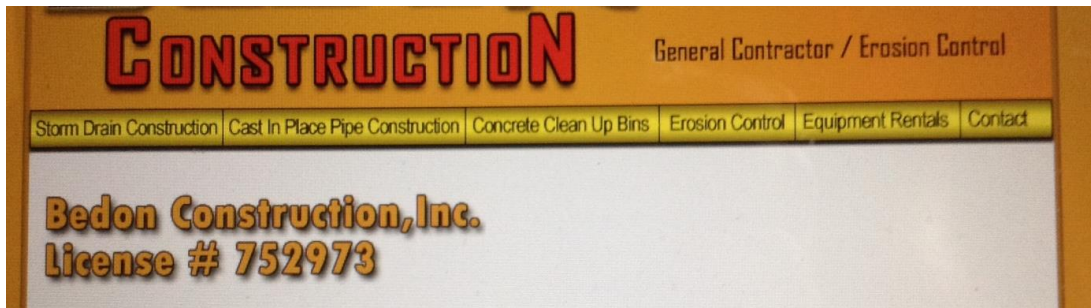 CONSTRUCTION
General Contractor / Erosion Control
Storm Drain Construction Cast In Place Pipe Construction Concrete Clean Up Bins Erosion Control Equipment Rentals Contact
Bedon Construction,Inc.
License # 752973